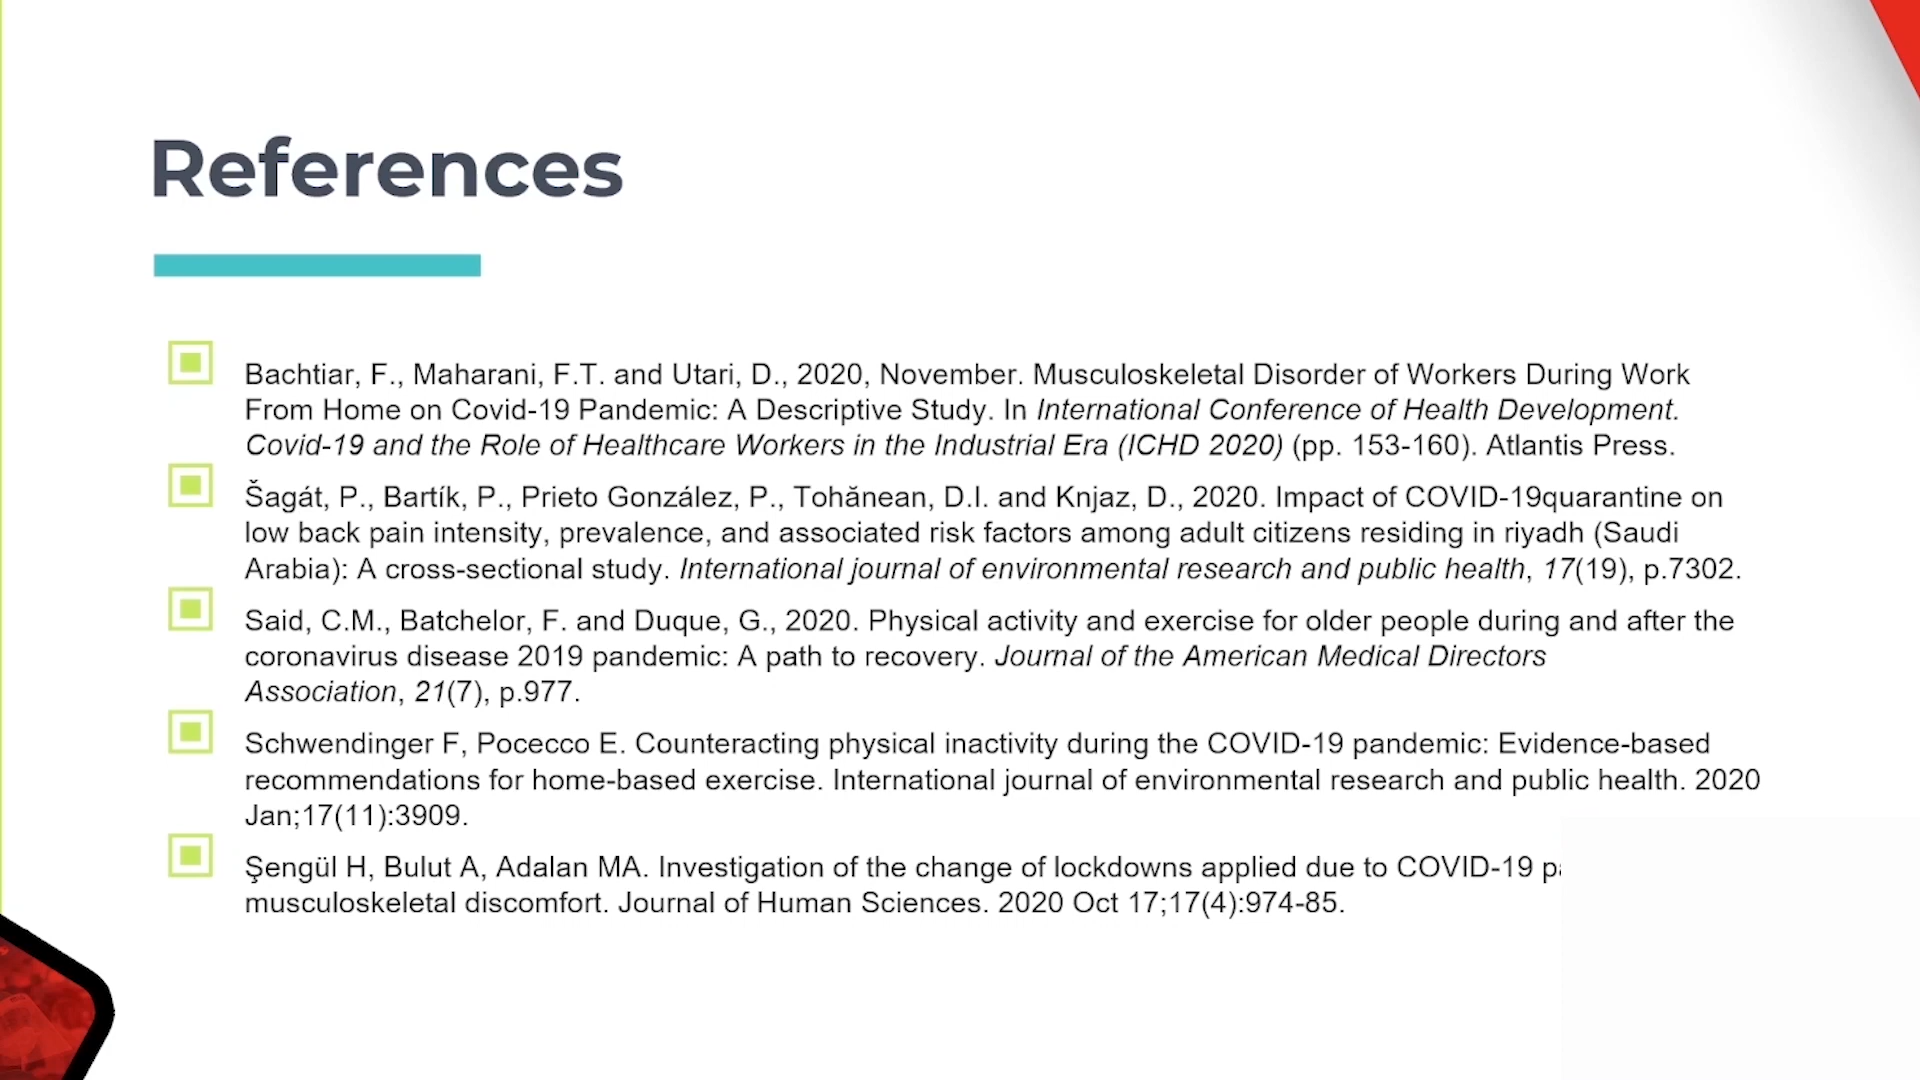 References
Bachtiar, F., Maharani, F.T. and Utari, D., 2020, November. Musculoskeletal Disorder of Workers During Work
From Home on Covid-19 Pandemic: A Descriptive Study. In International Conference of Health Development.
Covid-19 and the Role of Healthcare Workers in the Industrial Era (ICHD 2020) (pp. 153-160). Atlantis Press.
Šagát, P., Bartík, P., Prieto González, P., Tohănean, D.I. and Knjaz, D., 2020. Impact of COVID-19quarantine on
low back pain intensity, prevalence, and associated risk factors among adult citizens residing in riyadh (Saudi
Arabia): A cross-sectional study. International journal of environmental research and public health, 17(19), p.7302.
Said, C.M., Batchelor, F. and Duque, G., 2020. Physical activity and exercise for older people during and after the
coronavirus disease 2019 pandemic: A path to recovery. Journal of the American Medical Directors
Association, 21(7), p.977.
Schwendinger F, Pocecco E. Counteracting physical inactivity during the COVID-19 pandemic: Evidence-based
recommendations for home-based exercise. International journal of environmental research and public health. 2020
Jan;17(11):3909.
Şengül H, Bulut A, Adalan MA. Investigation of the change of lockdowns applied due to COVID-19
musculoskeletal discomfort. Journal of Human Sciences. 2020 Oct 17;17(4):974-85.